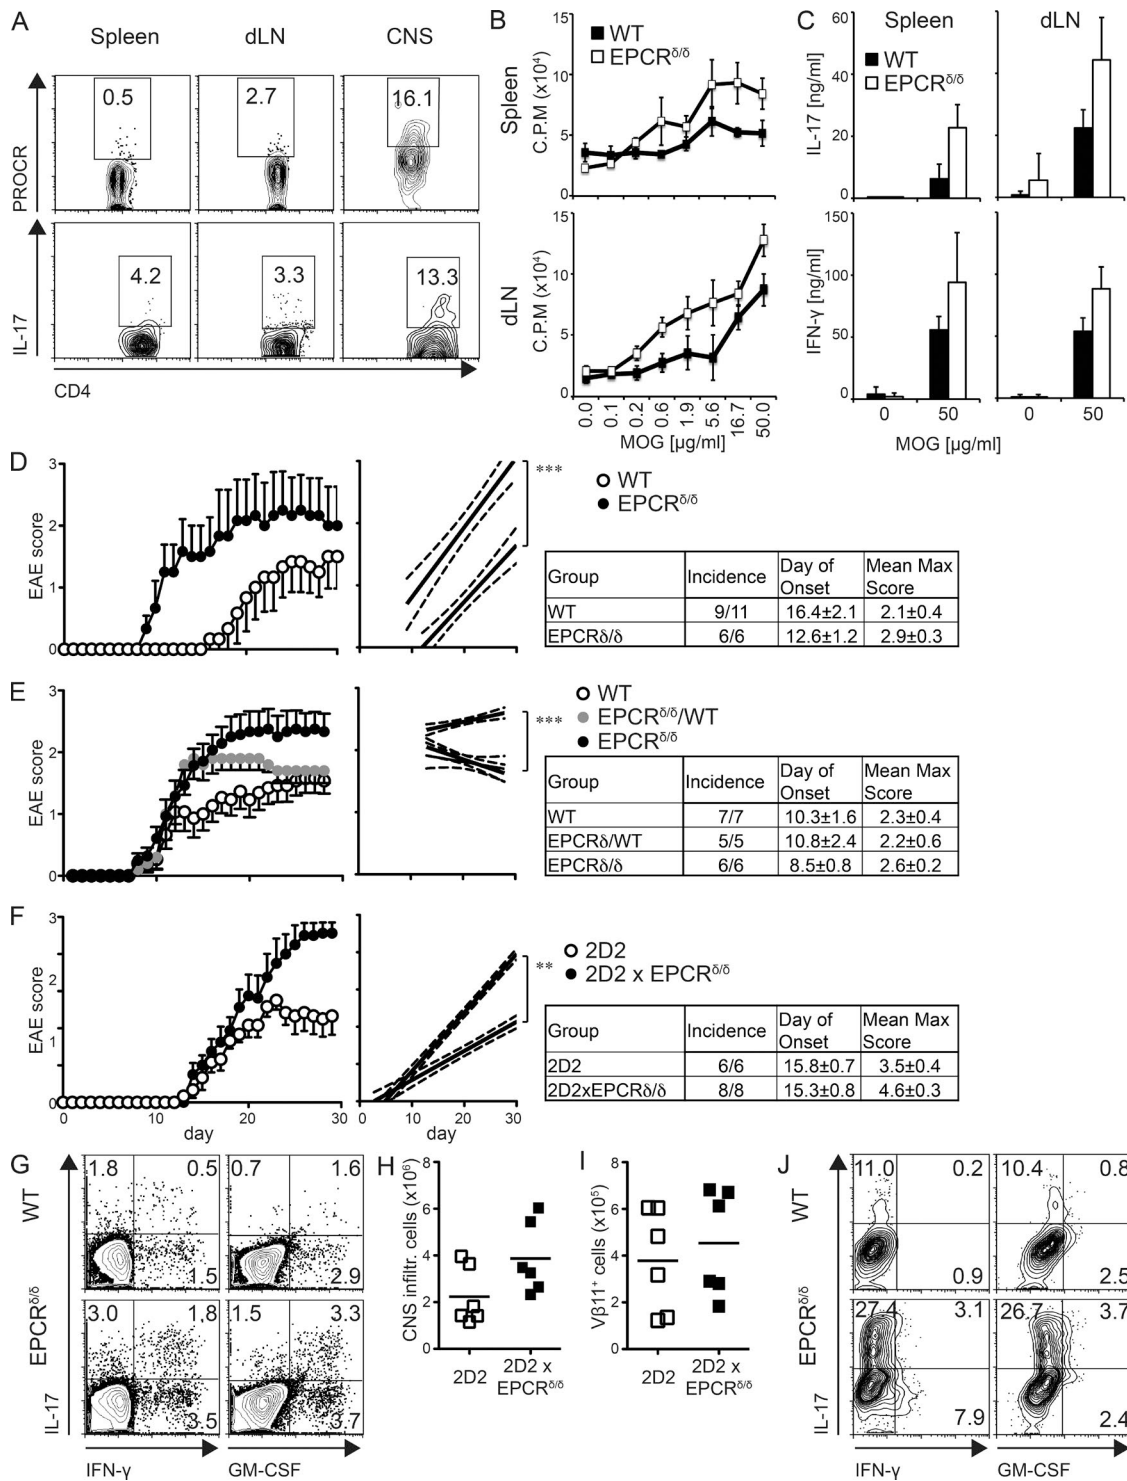 A
Spleen dLN CNS
PROCR
0.5 2.7 16.1
IL-17
4.2 3.3 13.3
CD4
B
WT
EPCRδ/δ
Spleen
C.P.M (x10⁴)
15
10
5
0
dLN
C.P.M (x10⁴)
15
10
5
0
0.0 0.1 0.2 0.6 1.9 5.6 16.7 50.0
MOG [µg/ml]
C
Spleen dLN
WT
EPCRδ/δ
IL-17 [ng/ml]
60
40
20
0
IFN-γ [ng/ml]
150
100
50
0
0 50 0 50
MOG [µg/ml]
D
EAE score
3
2
1
0
***
WT
EPCRδ/δ
Group Incidence Day of Onset Mean Max Score
WT 9/11 16.4±2.1 2.1±0.4
EPCRδ/δ 6/6 12.6±1.2 2.9±0.3
E
EAE score
3
2
1
0
***
WT
EPCRδ/δ/WT
EPCRδ/δ
Group Incidence Day of Onset Mean Max Score
WT 7/7 10.3±1.6 2.3±0.4
EPCRδ/WT 5/5 10.8±2.4 2.2±0.6
EPCRδ/δ 6/6 8.5±0.8 2.6±0.2
F
EAE score
3
2
1
0
0 10 20 30
day
0 10 20 30
day
**
2D2
2D2 x EPCRδ/δ
Group Incidence Day of Onset Mean Max Score
2D2 6/6 15.8±0.7 3.5±0.4
2D2xEPCRδ/δ 8/8 15.3±0.8 4.6±0.3
G
WT
1.8 0.5 0.7 1.6
1.5 2.9
EPCRδ/δ
3.0 1.8 1.5 3.3
3.5 3.7
IL-17
IFN-γ GM-CSF
H
CNS infiltr. cells (x10⁶)
8
6
4
2
0
2D2 2D2 x EPCRδ/δ
I
Vβ11⁺ cells (x10⁵)
8
6
4
2
0
2D2 2D2 x EPCRδ/δ
J
WT
11.0 0.2 10.4 0.8
0.9 2.5
EPCRδ/δ
27.4 3.1 26.7 3.7
7.9 2.4
IL-17
IFN-γ GM-CSF